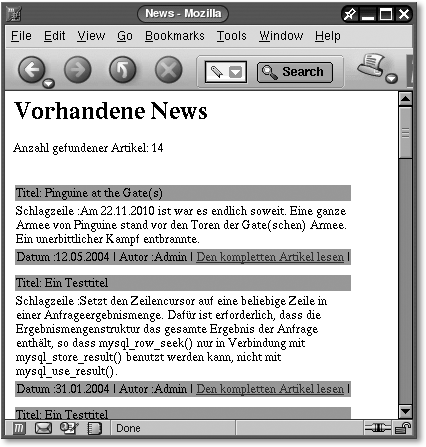 News - Mozilla
File Edit View Go Bookmarks Tools Window Help
Search
Vorhandene News
Anzahl gefundener Artikel: 14
Titel: Pinguine at the Gate(s)
Schlagzeile :Am 22.11.2010 ist war es endlich soweit. Eine ganze
Armee von Pinguine stand vor den Toren der Gate(schen) Armee.
Ein unerbittlicher Kampf entbrannte.
Datum :12.05.2004 | Autor :Admin | Den kompletten Artikel lesen |
Titel: Ein Testtitel
Schlagzeile :Setzt den Zeilencursor auf eine beliebige Zeile in
einer Anfrageergebnismenge. Dafür ist erforderlich, dass die
Ergebnismengenstruktur das gesamte Ergebnis der Anfrage
enthält, so dass mysql_row_seek() nur in Verbindung mit
mysql_store_result() benutzt werden kann, nicht mit
mysql_use_result().
Datum :31.01.2004 | Autor :Admin | Den kompletten Artikel lesen |
Titel: Ein Testtitel
Done